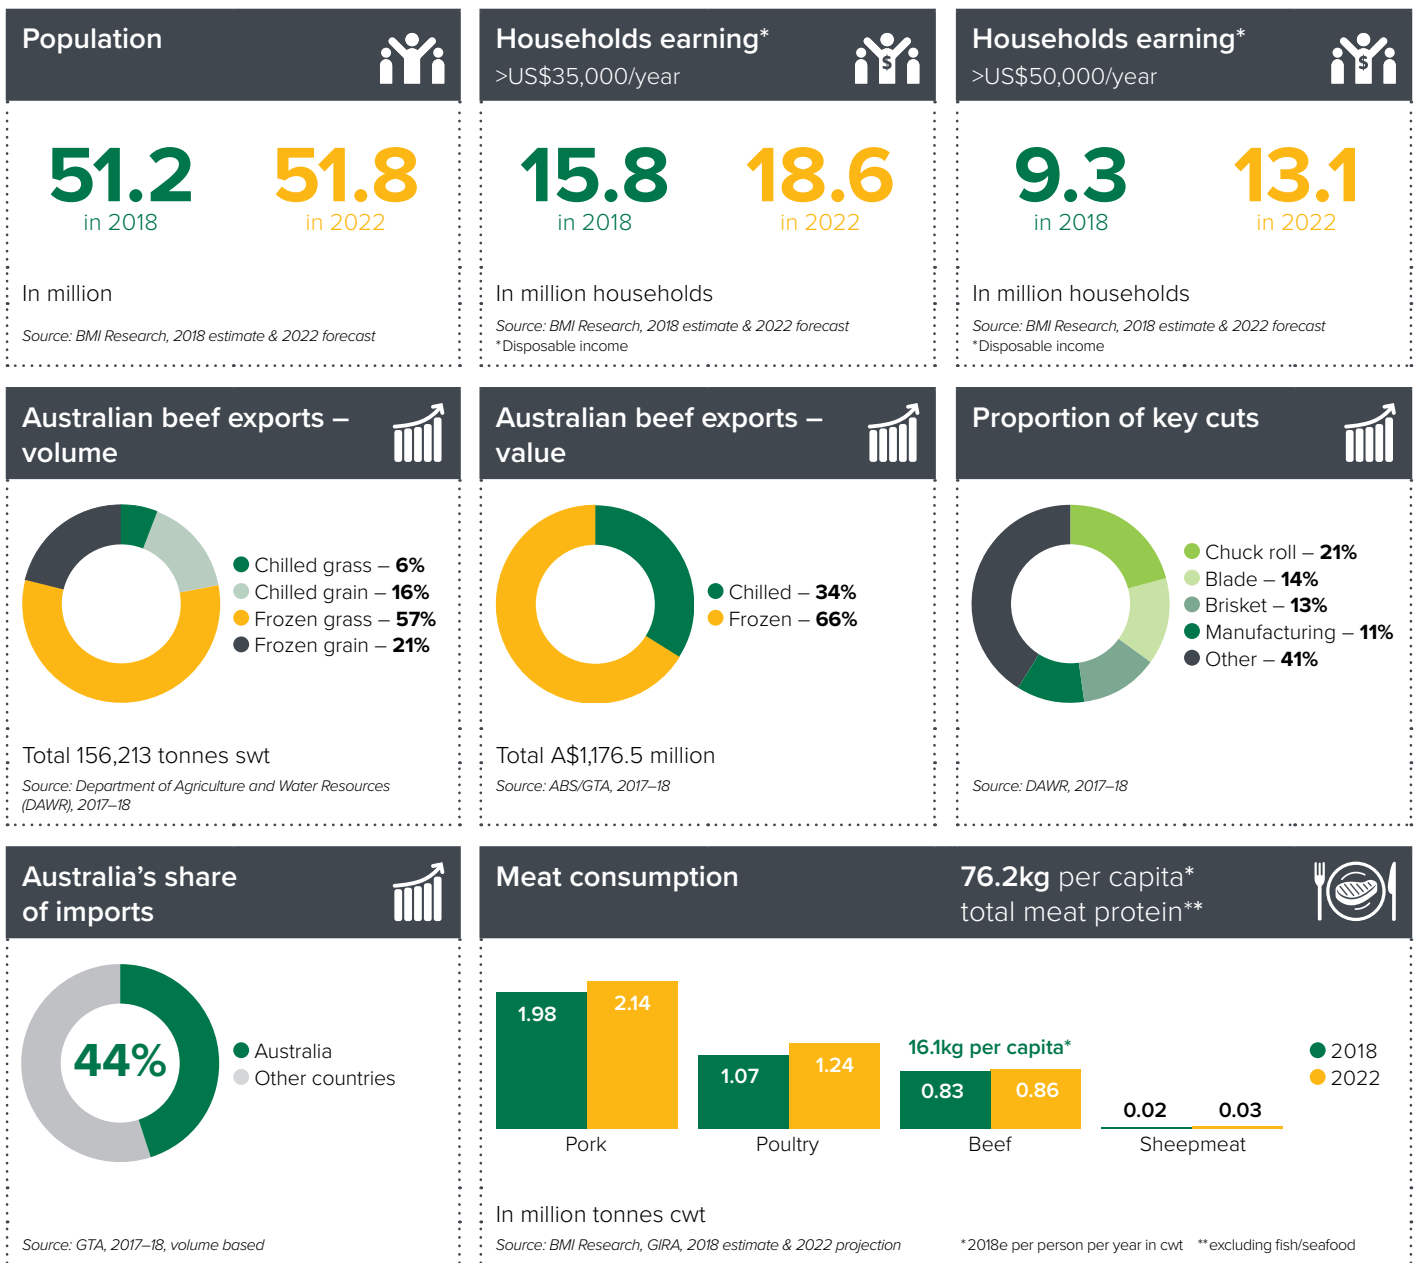 Population
51.2
in 2018
51.8
in 2022
In million
Source: BMI Research, 2018 estimate & 2022 forecast
Households earning*
>US$35,000/year
$
15.8
in 2018
18.6
in 2022
In million households
Source: BMI Research, 2018 estimate & 2022 forecast
*Disposable income
Households earning*
>US$50,000/year
$
9.3
in 2018
13.1
in 2022
In million households
Source: BMI Research, 2018 estimate & 2022 forecast
*Disposable income
Australian beef exports –
volume
Chilled grass – 6%
Chilled grain – 16%
Frozen grass – 57%
Frozen grain – 21%
Total 156,213 tonnes swt
Source: Department of Agriculture and Water Resources
(DAWR), 2017–18
Australian beef exports –
value
Chilled – 34%
Frozen – 66%
Total A$1,176.5 million
Source: ABS/GTA, 2017–18
Proportion of key cuts
Chuck roll – 21%
Blade – 14%
Brisket – 13%
Manufacturing – 11%
Other – 41%
Source: DAWR, 2017–18
Australia’s share
of imports
44%
Australia
Other countries
Source: GTA, 2017–18, volume based
Meat consumption
76.2kg per capita*
total meat protein**
1.98
2.14
Pork
1.07
1.24
Poultry
16.1kg per capita*
0.83
0.86
Beef
0.02
0.03
Sheepmeat
2018
2022
In million tonnes cwt
Source: BMI Research, GIRA, 2018 estimate & 2022 projection
*2018e per person per year in cwt **excluding fish/seafood